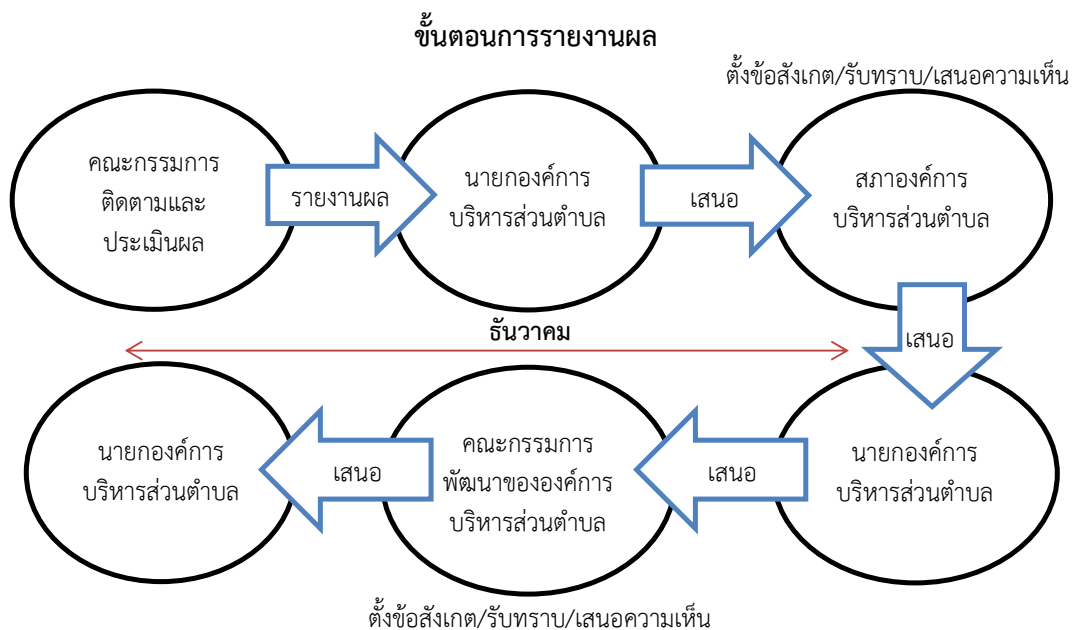 ขั้นตอนการรายงานผล
ตั้งข้อสังเกต/รับทราบ/เสนอความเห็น
คณะกรรมการ
ติดตามและ
ประเมินผล
รายงานผล
นายกองค์การ
บริหารส่วนตำบล
เสนอ
สภาองค์การ
บริหารส่วนตำบล
เสนอ
ธันวาคม
นายกองค์การ
บริหารส่วนตำบล
เสนอ
คณะกรรมการ
พัฒนาขององค์การ
บริหารส่วนตำบล
เสนอ
นายกองค์การ
บริหารส่วนตำบล
ตั้งข้อสังเกต/รับทราบ/เสนอความเห็น